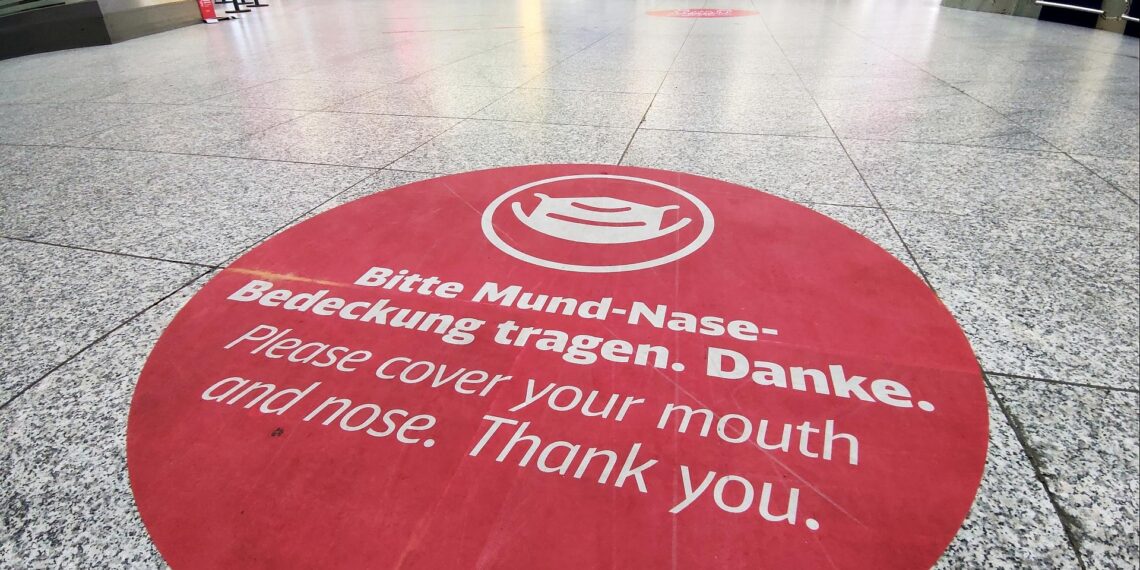 Bitte Mund-Nase-
Bedeckung tragen. Danke.
Please cover your mouth
and nose. Thank you.